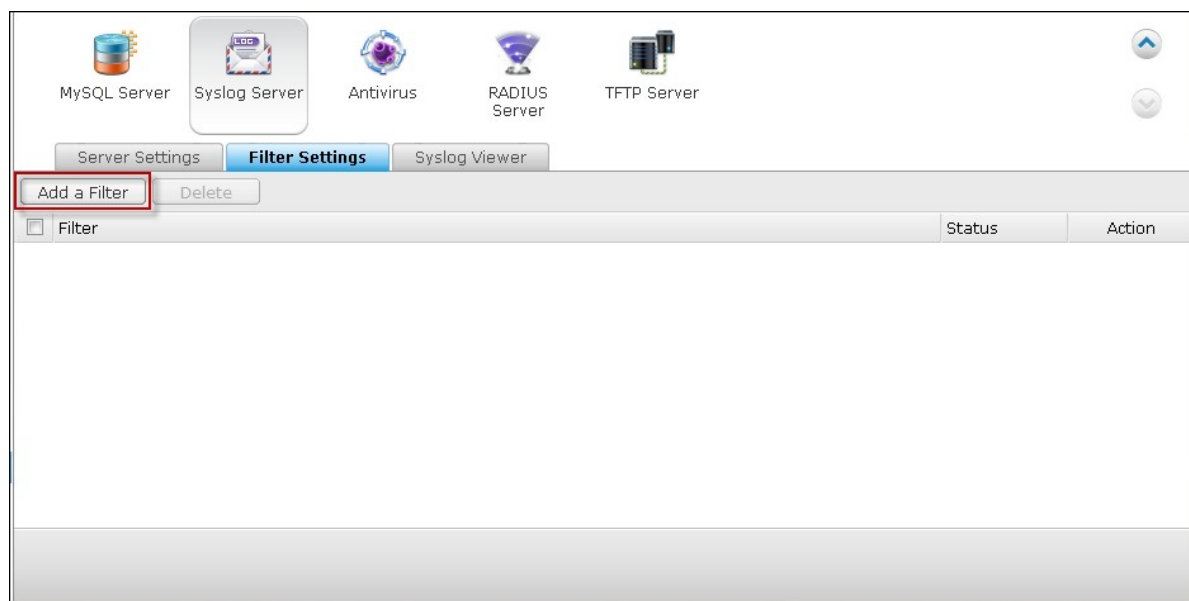 LOG
MySQL Server
Syslog Server
Antivirus
RADIUS
Server
TFTP Server
Server Settings
Filter Settings
Syslog Viewer
Add a Filter
Delete
Filter
Status
Action